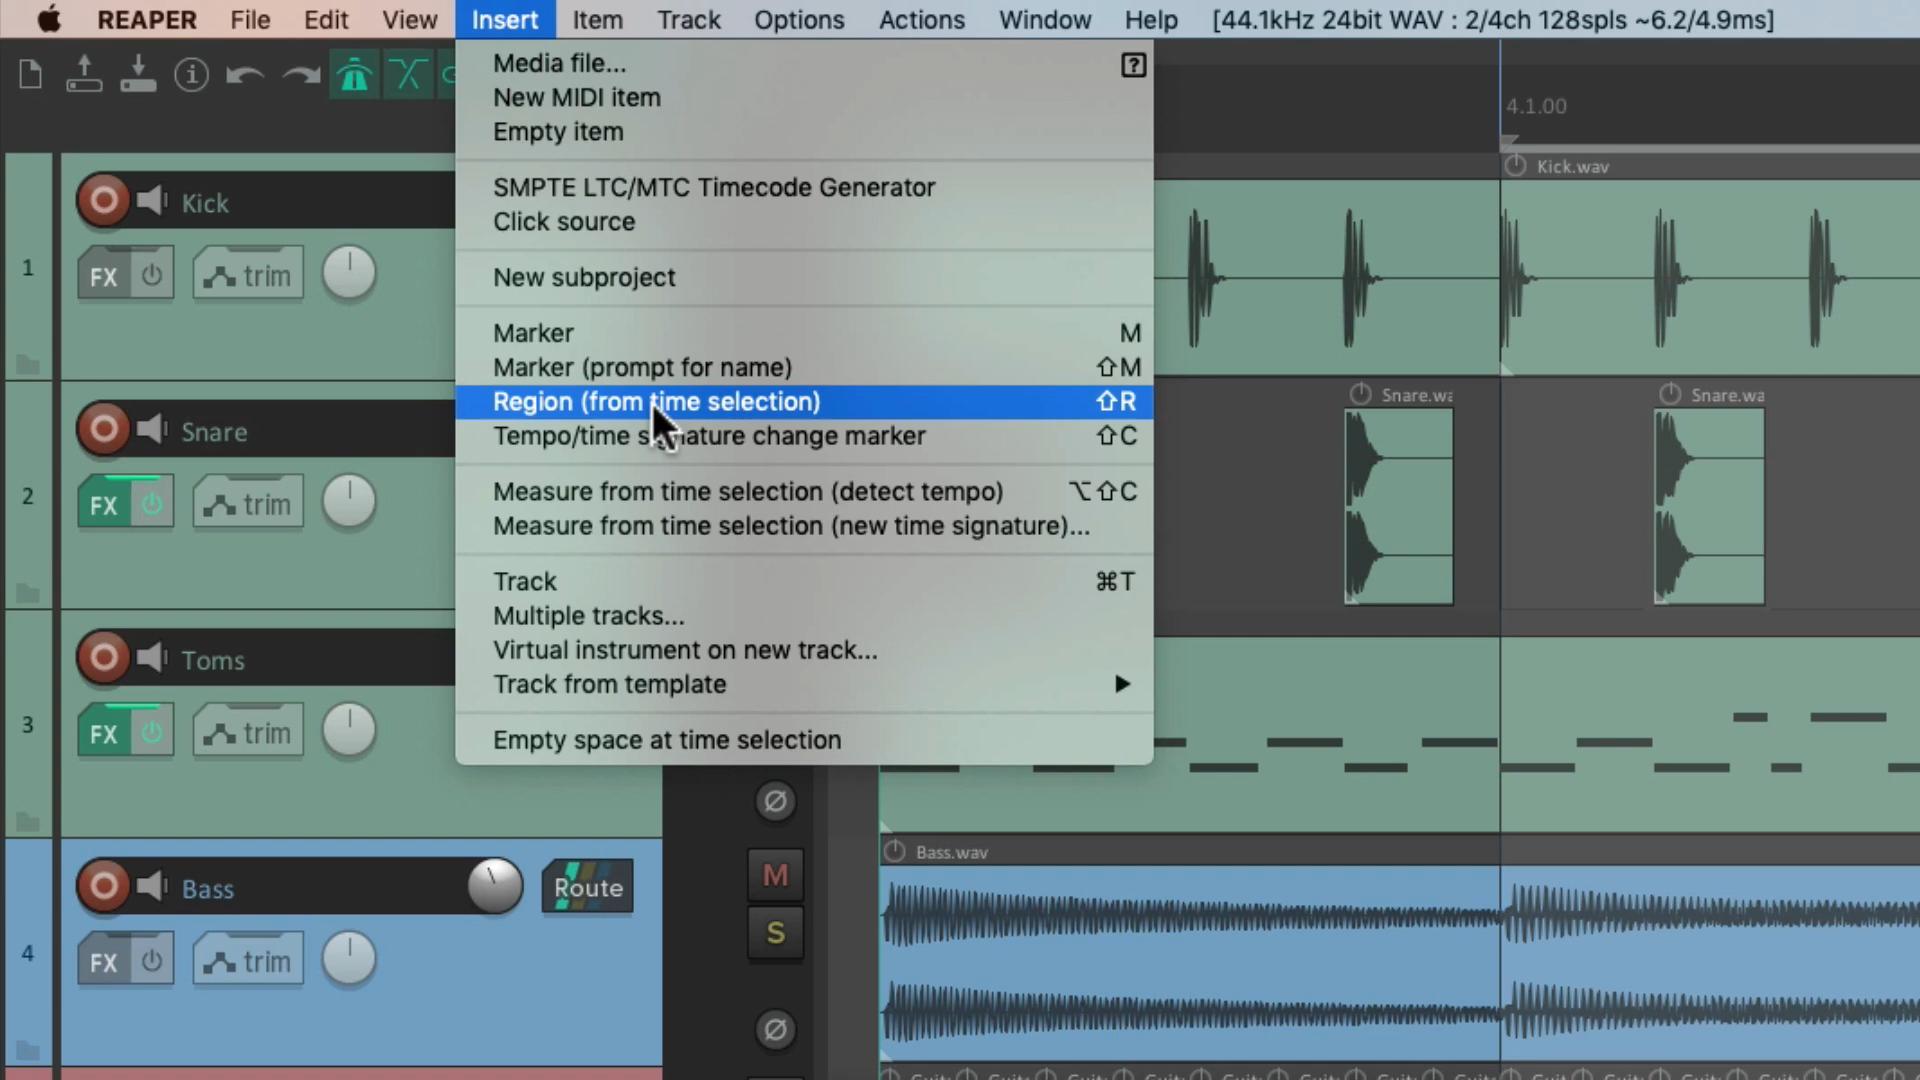 REAPER File Edit View Insert Item Track Options Actions Window Help [44.1kHz 24bit WAV : 2/4ch 128spls ~6.2/4.9ms]
Media file...
New MIDI item
Empty item
SMPTE LTC/MTC Timecode Generator
Click source
New subproject
Marker M
Marker (prompt for name) ⇧M
Region (from time selection) ⇧R
Tempo/time signature change marker ⇧C
Measure from time selection (detect tempo) ⌥⇧C
Measure from time selection (new time signature)...
Track ⌘T
Multiple tracks...
Virtual instrument on new track...
Track from template
Empty space at time selection
4.1.00
Kick.wav
1
Kick
FX trim
Snare.wa
Snare.wa
2
Snare
FX trim
3
Toms
FX trim
Bass.wav
4
Bass
Route
M
S
FX trim